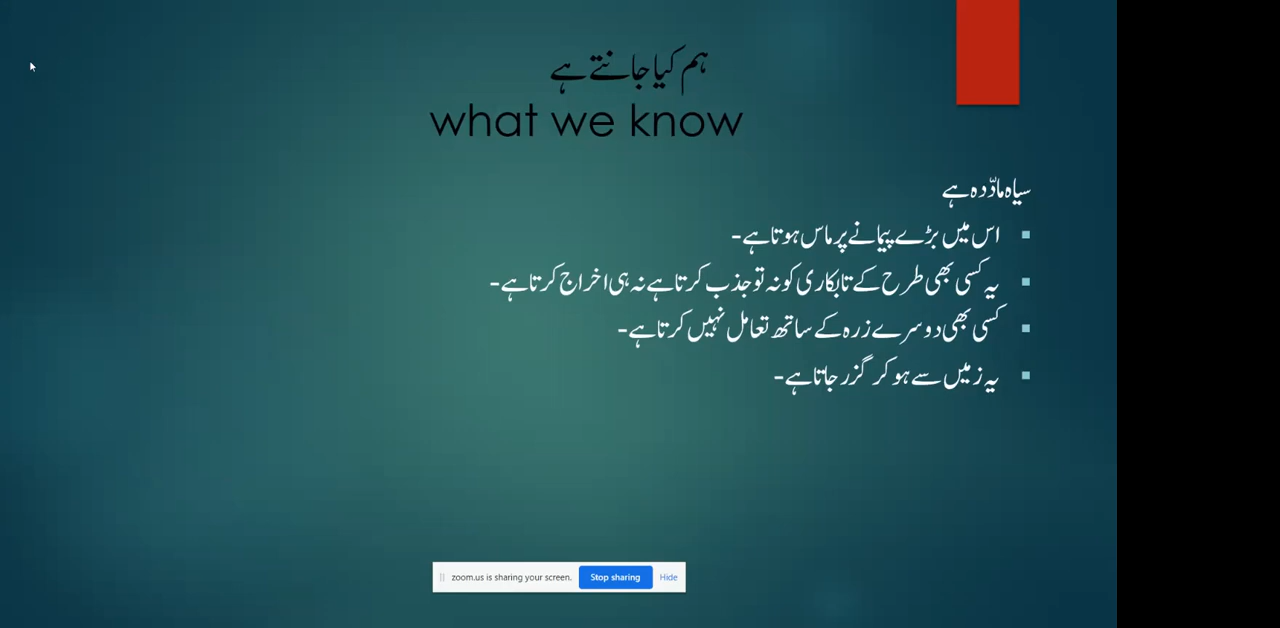 ہم کیا جانتے ہے
what we know
سیاہ مادّدہ ہے
اس میں بڑے پیمانے پر ماس ہوتا ہے-
یہ کسی بھی طرح کے تابکاری کو نہ تو جذب کرتا ہے نہ ہی اخراج کرتا ہے-
کسی بھی دوسرے زرہ کے ساتھ تعامل نہیں کرتا ہے-
یہ زمیں سے ہو کر گزر جاتا ہے-
zoom.us is sharing your screen. Stop sharing Hide